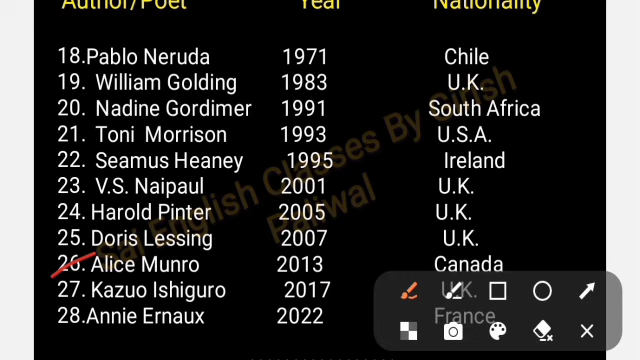 Author/Poet Year Nationality
18. Pablo Neruda 1971 Chile
19. William Golding 1983 U.K.
20. Nadine Gordimer 1991 South Africa
21. Toni Morrison 1993 U.S.A.
22. Seamus Heaney 1995 Ireland
23. V.S. Naipaul 2001 U.K.
24. Harold Pinter 2005 U.K.
25. Doris Lessing 2007 U.K.
26. Alice Munro 2013 Canada
27. Kazuo Ishiguro 2017 U.K.
28. Annie Ernaux 2022 France
Sai English Classes By Girish
Paliwal